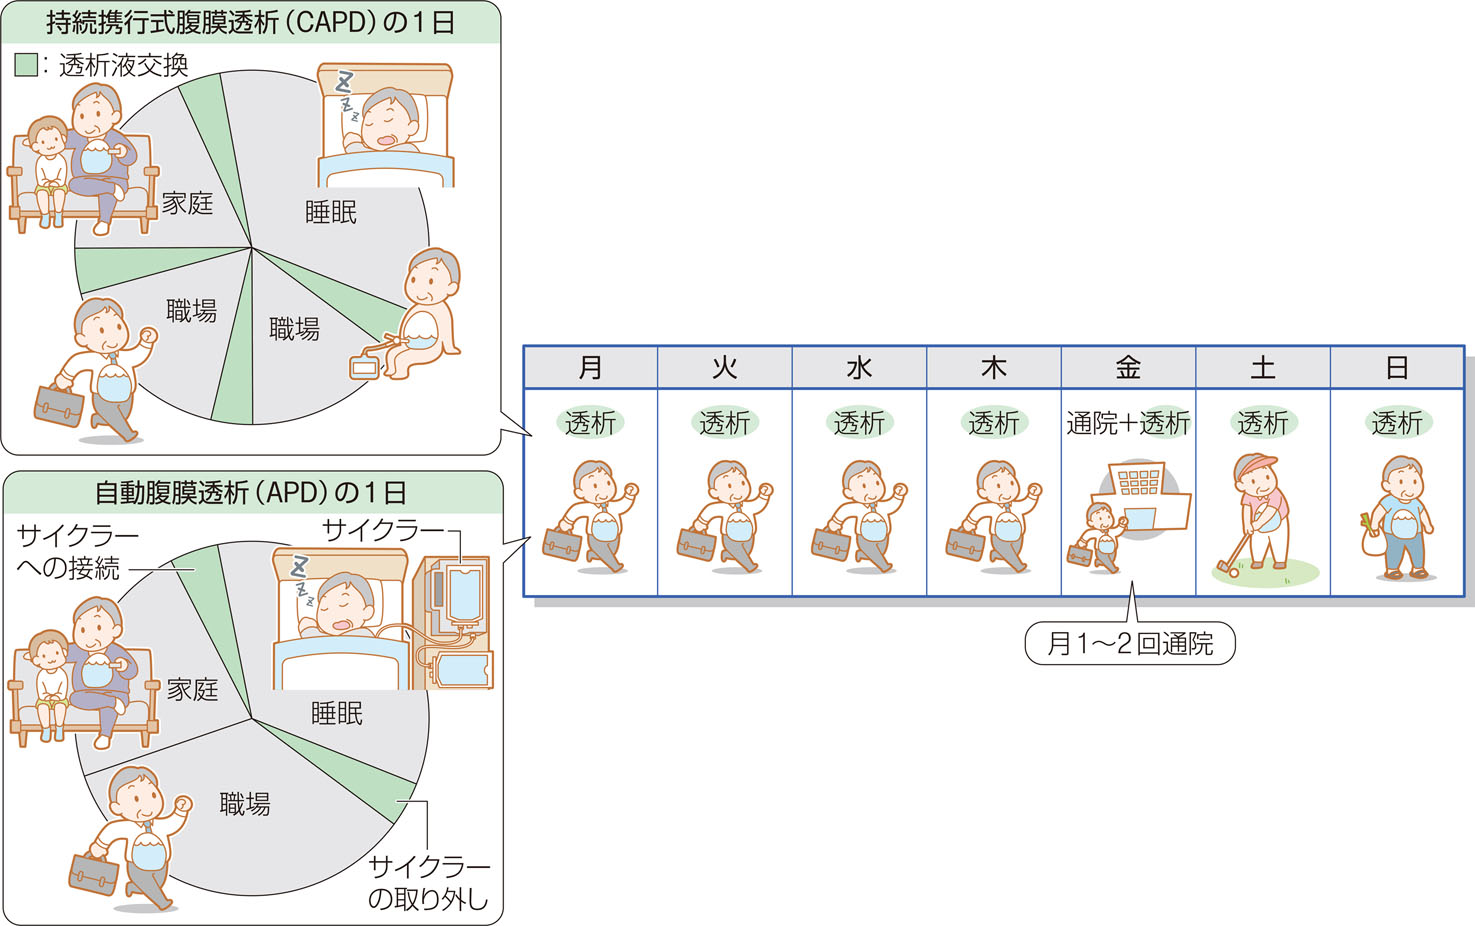 持続携行式腹膜透析（CAPD）の1日
：透析液交換
家庭
睡眠
職場
職場
Z
Z
Z
自動腹膜透析（APD）の1日
サイクラー
への接続
サイクラー
Z
Z
Z
家庭
睡眠
職場
サイクラー
の取り外し
月 火 水 木 金 土 日
透析 透析 透析 透析 通院＋透析 透析 透析
月1～2回通院